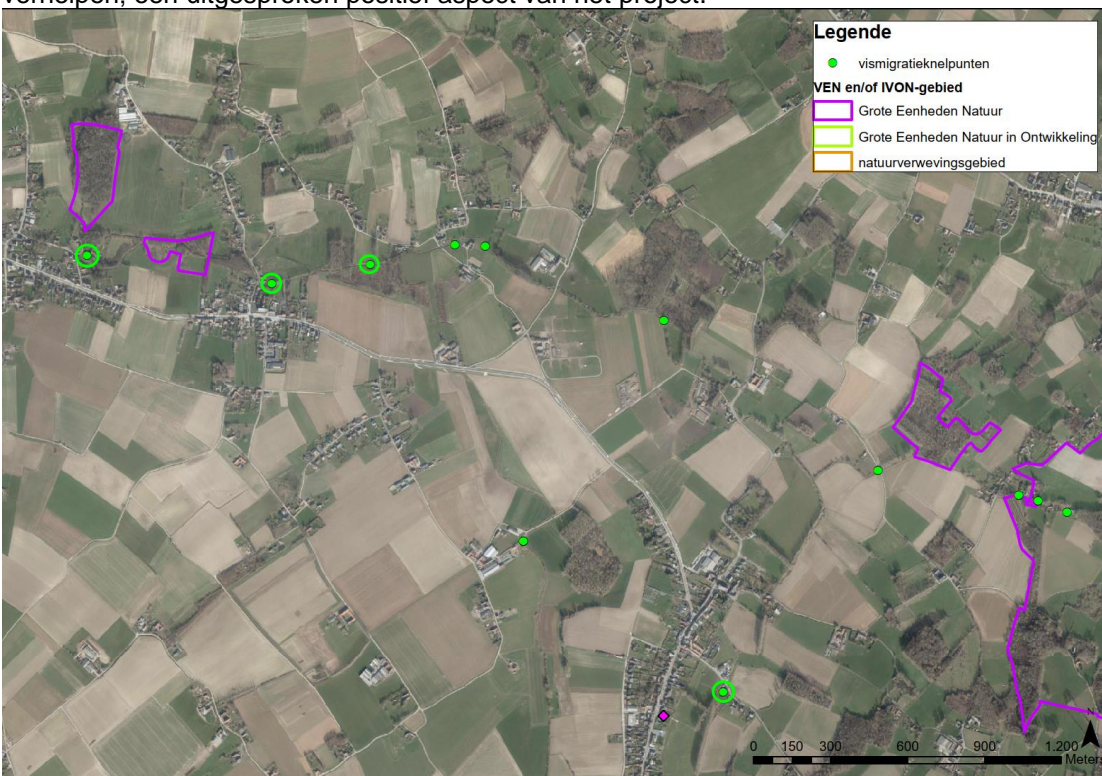 verhelpen, een uitgesproken positief aspect van het project.
Legende
vismigratieknelpunten
VEN en/of IVON-gebied
Grote Eenheden Natuur
Grote Eenheden Natuur in Ontwikkeling
natuurverwevingsgebied
N
0 150 300 600 900 1.200
Meters